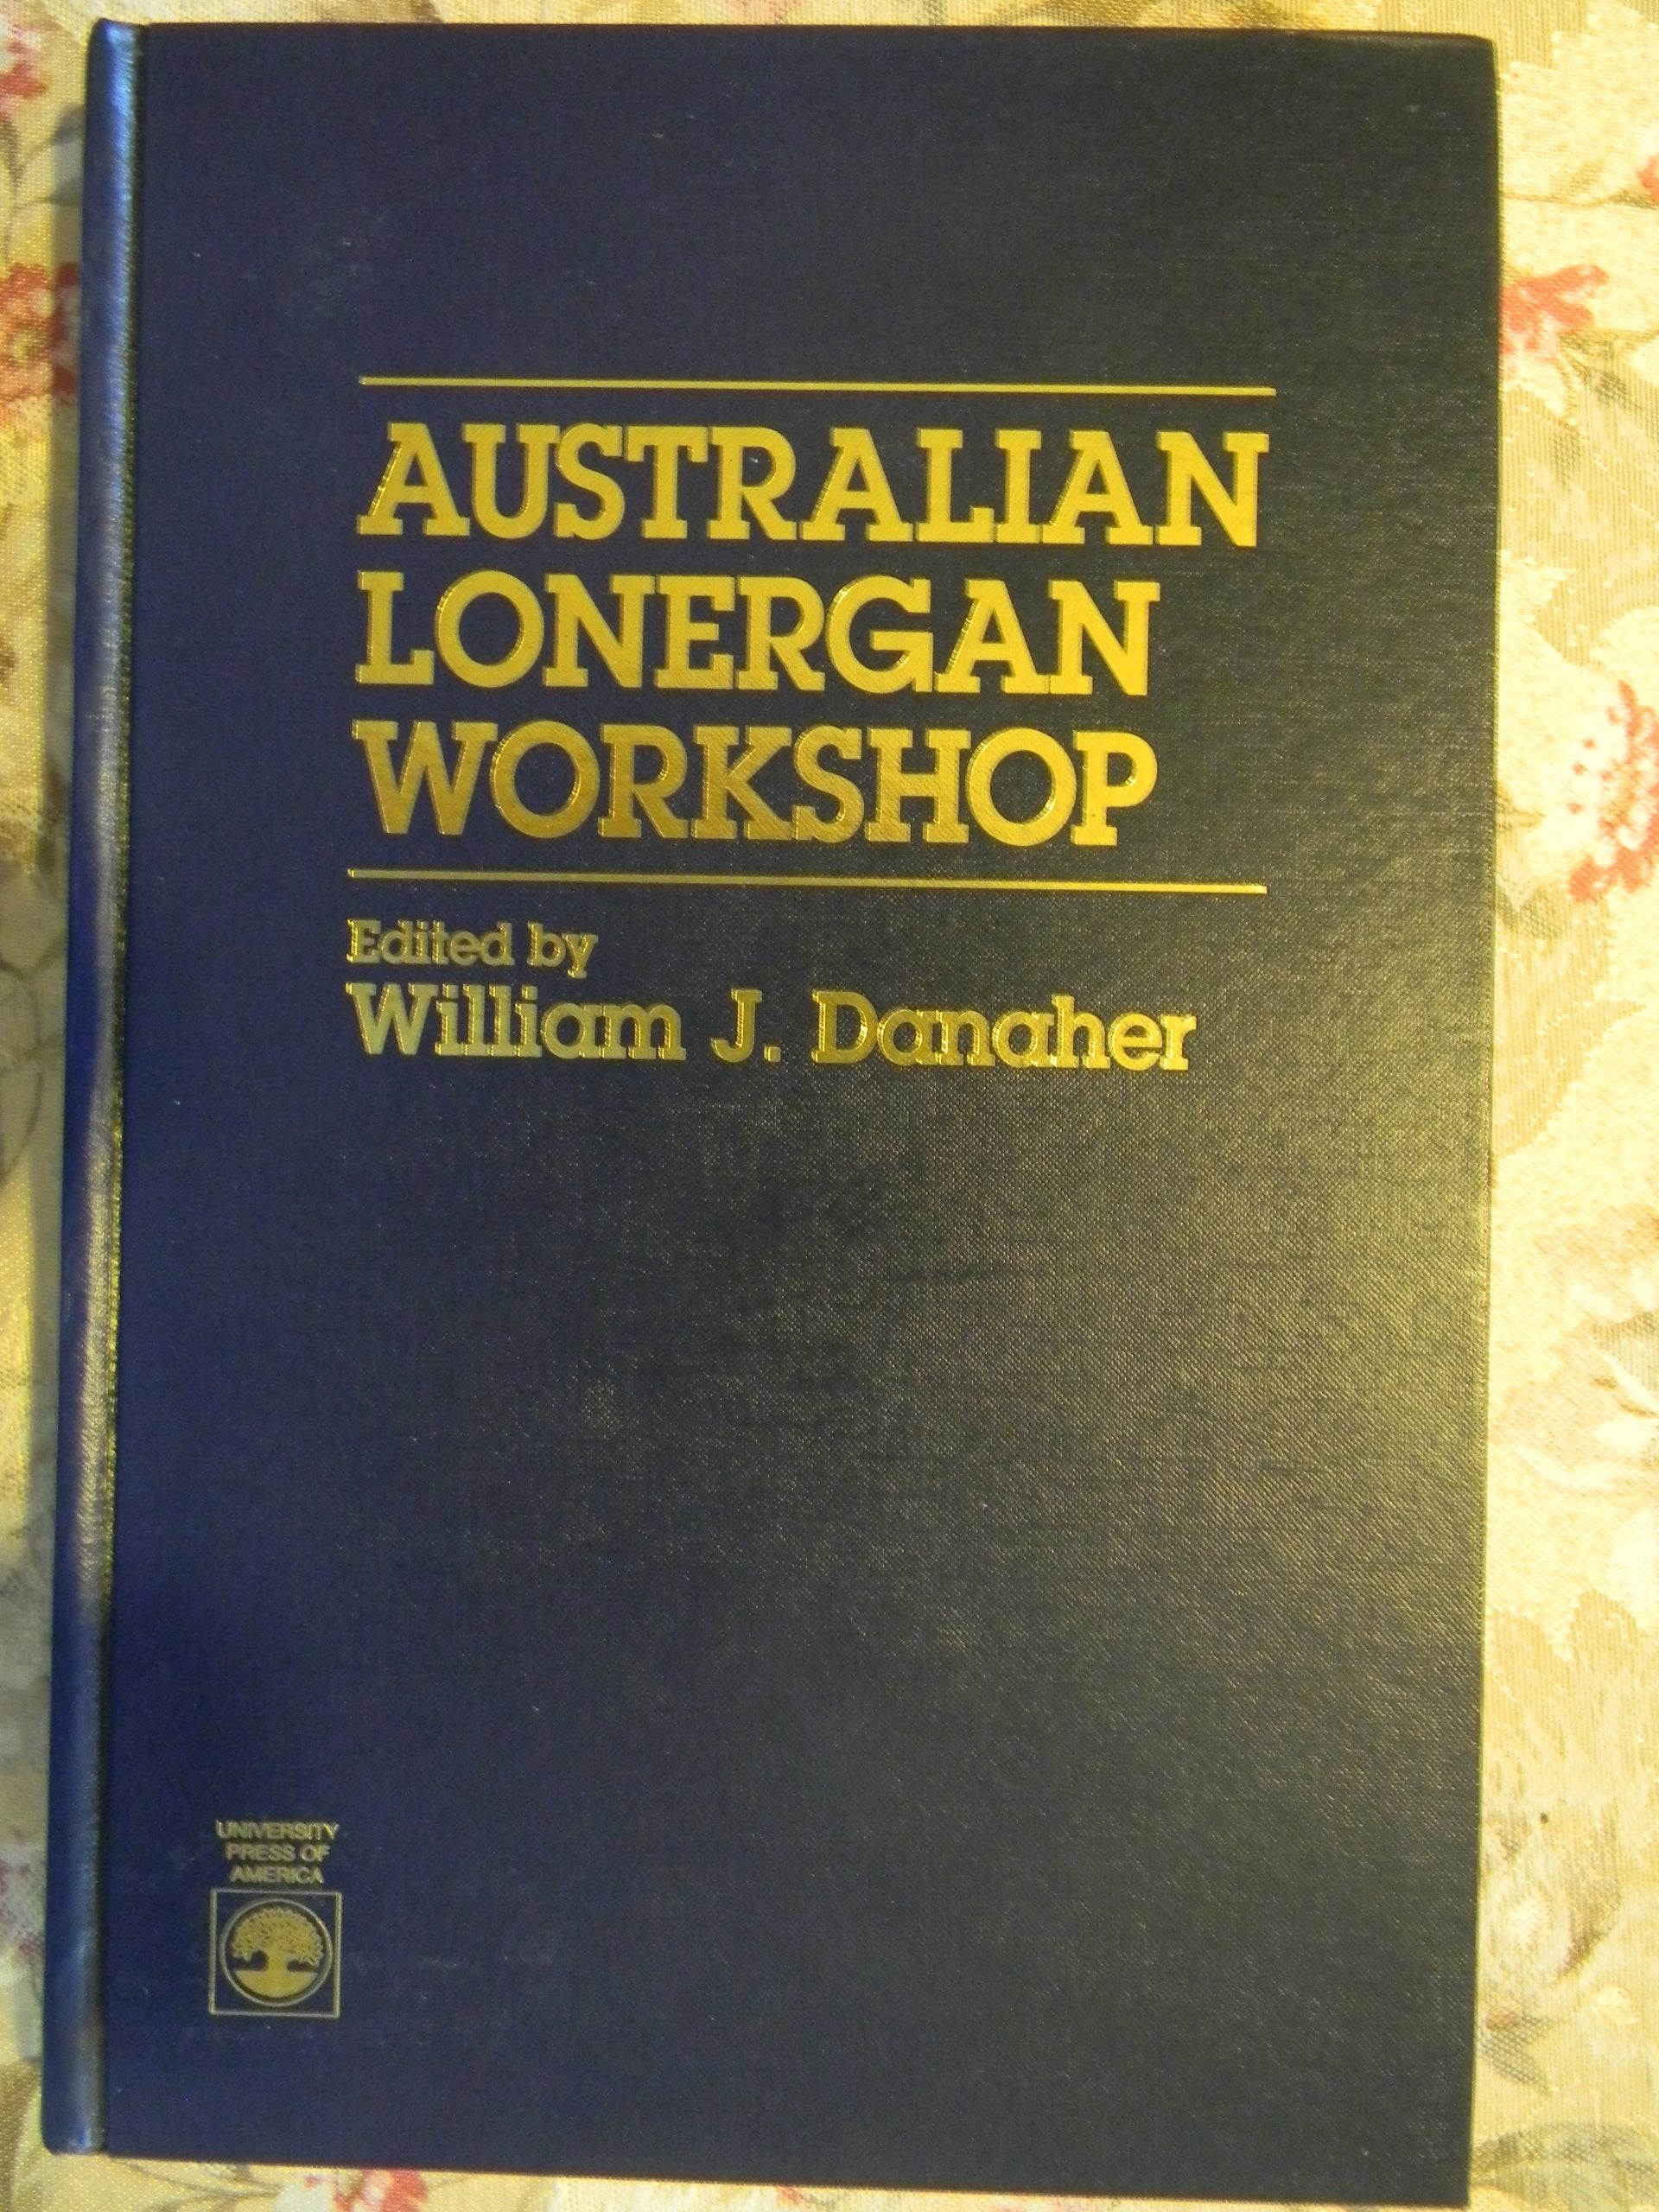 AUSTRALIAN
LONERGAN
WORKSHOP
Edited by
William J. Danaher
UNIVERSITY
PRESS OF
AMERICA